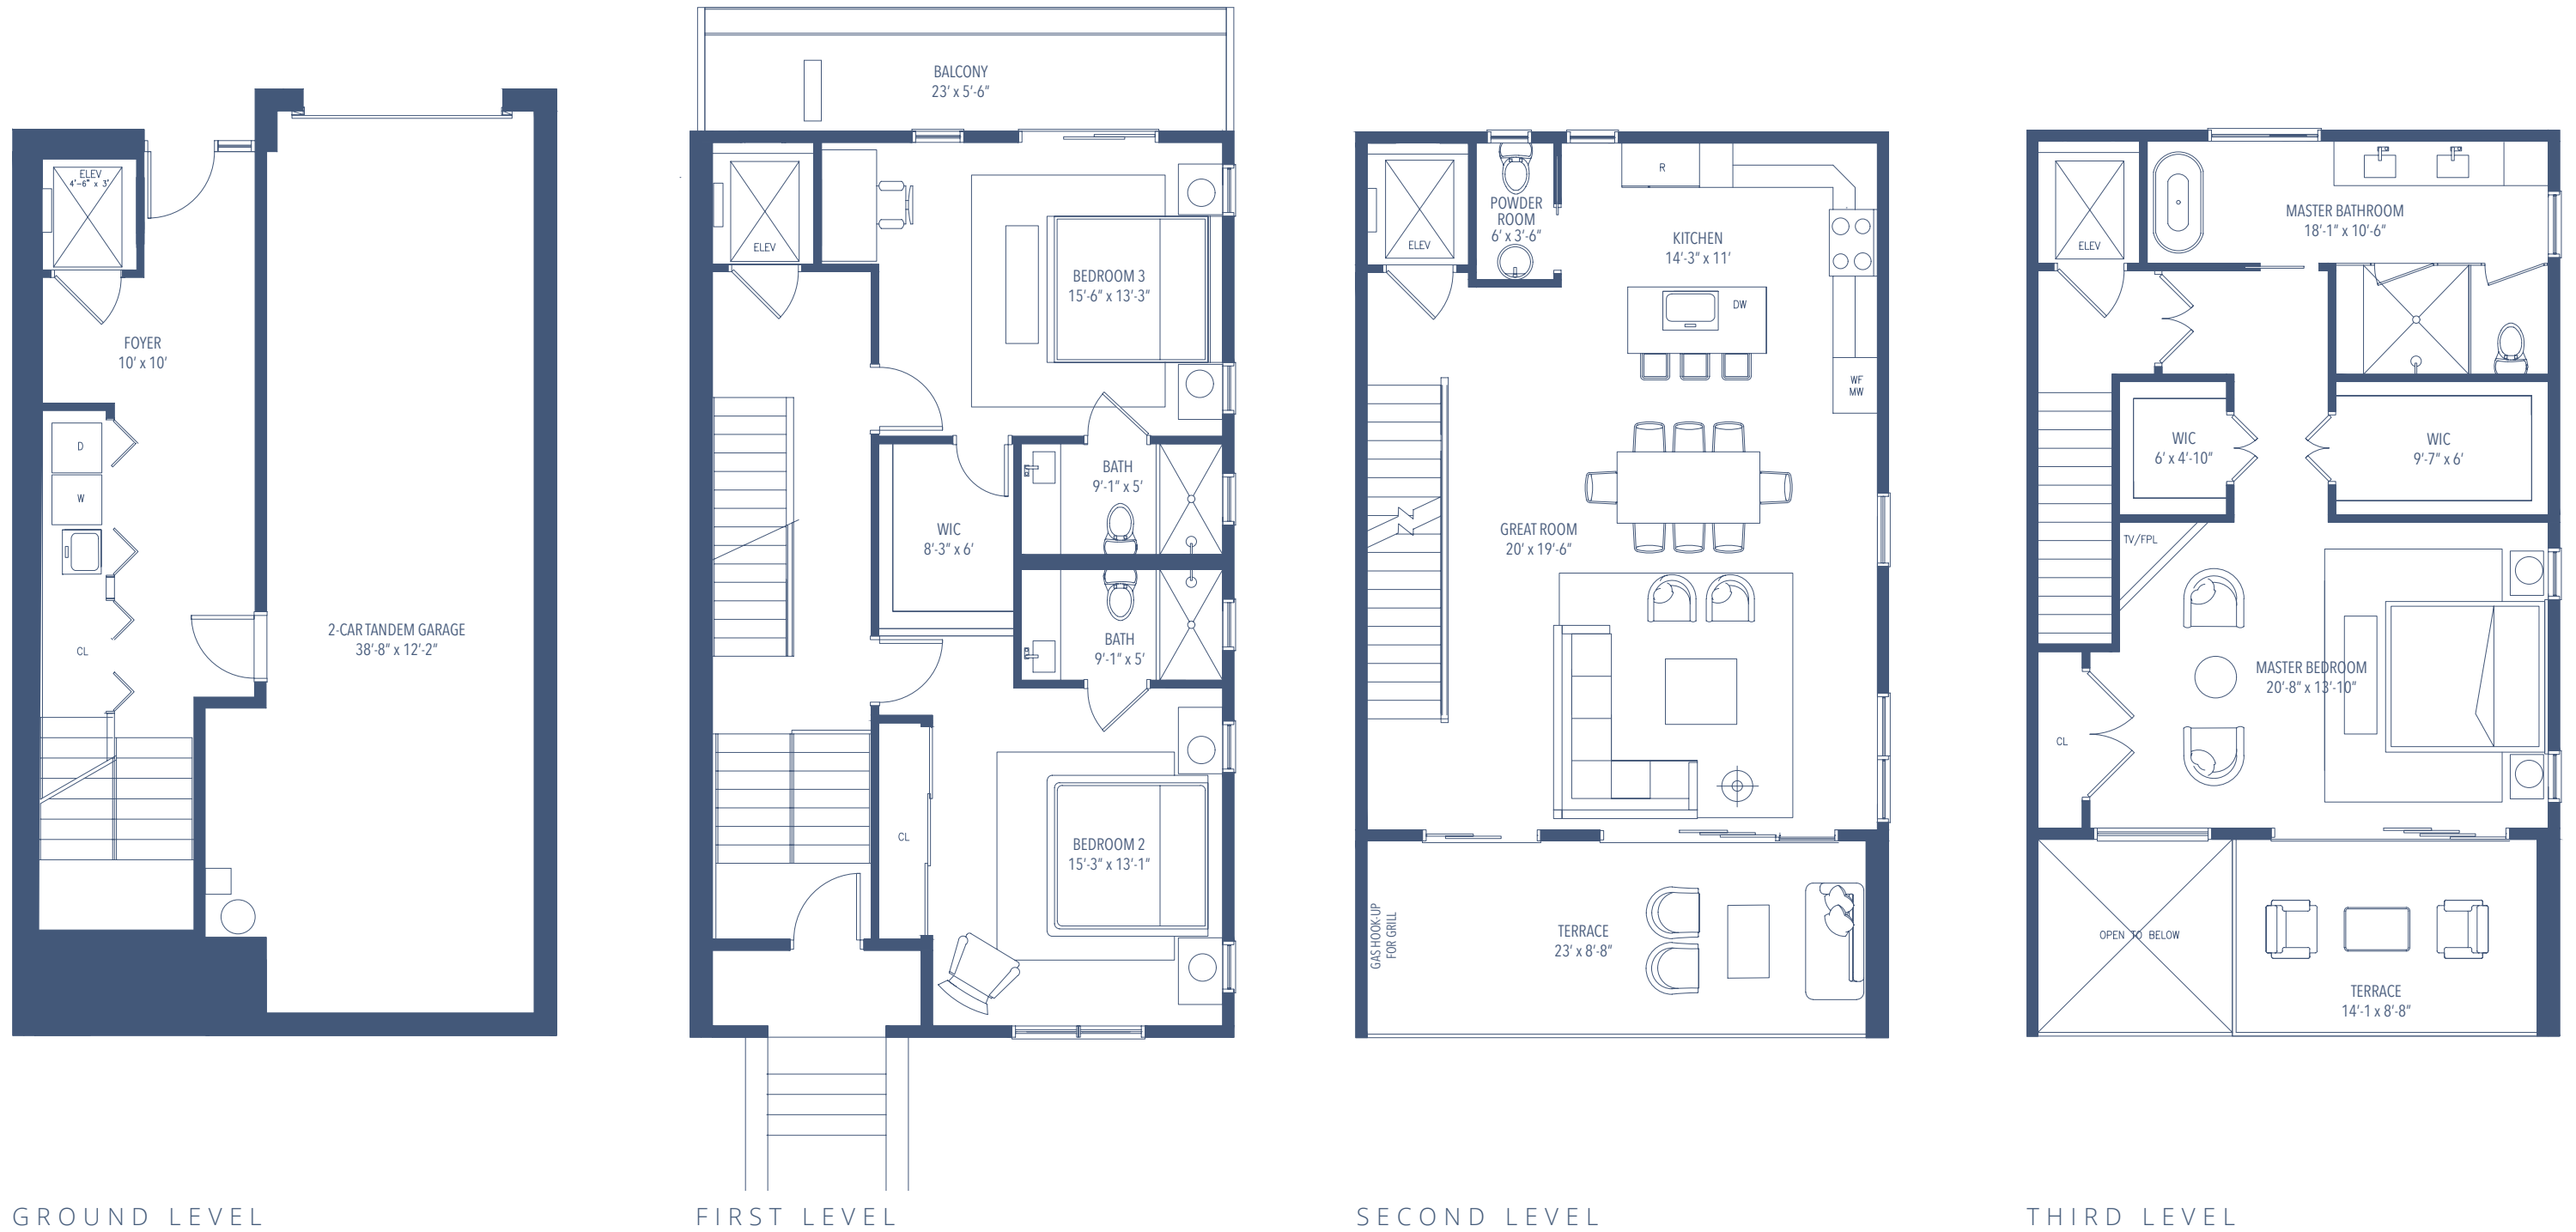 ELEV
4'-6" x 3'
FOYER
10' x 10'
D
W
CL
2-CAR TANDEM GARAGE
38'-8" x 12'-2"
GROUND LEVEL
BALCONY
23' x 5'-6"
ELEV
BEDROOM 3
15'-6" x 13'-3"
BATH
9'-1" x 5'
WIC
8'-3" x 6'
BATH
9'-1" x 5'
CL
BEDROOM 2
15'-3" x 13'-1"
FIRST LEVEL
ELEV
POWDER
ROOM
6' x 3'-6"
R
KITCHEN
14'-3" x 11'
DW
WF
MW
GREAT ROOM
20' x 19'-6"
GAS HOOK-UP
FOR GRILL
TERRACE
23' x 8'-8"
SECOND LEVEL
ELEV
MASTER BATHROOM
18'-1" x 10'-6"
WIC
6' x 4'-10"
WIC
9'-7" x 6'
TV/FPL
MASTER BEDROOM
20'-8" x 13'-10"
CL
OPEN TO BELOW
TERRACE
14'-1 x 8'-8"
THIRD LEVEL